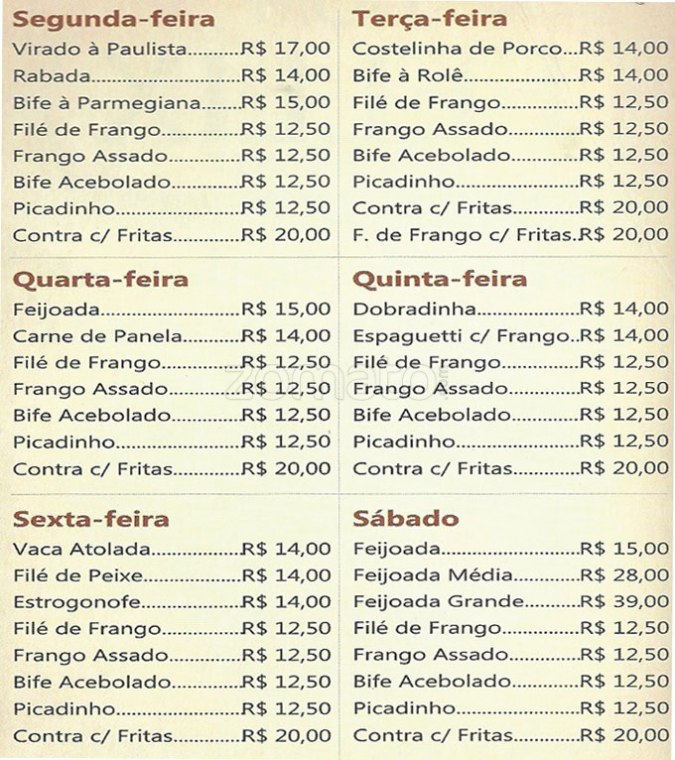 Segunda-feira
Virado à Paulista.........R$ 17,00
Rabada..........................R$ 14,00
Bife à Parmegiana.......R$ 15,00
Filé de Frango..............R$ 12,50
Frango Assado.............R$ 12,50
Bife Acebolado............R$ 12,50
Picadinho......................R$ 12,50
Contra c/ Fritas............R$ 20,00
Terça-feira
Costelinha de Porco...R$ 14,00
Bife à Rolê....................R$ 14,00
Filé de Frango..............R$ 12,50
Frango Assado.............R$ 12,50
Bife Acebolado............R$ 12,50
Picadinho......................R$ 12,50
Contra c/ Fritas............R$ 20,00
F. de Frango c/ Fritas..R$ 20,00
Quarta-feira
Feijoada.........................R$ 15,00
Carne de Panela..........R$ 14,00
Filé de Frango..............R$ 12,50
Frango Assado.............R$ 12,50
Bife Acebolado............R$ 12,50
Picadinho......................R$ 12,50
Contra c/ Fritas............R$ 20,00
Quinta-feira
Dobradinha..................R$ 14,00
Espaguetti c/ Frango..R$ 14,00
Filé de Frango..............R$ 12,50
Frango Assado.............R$ 12,50
Bife Acebolado............R$ 12,50
Picadinho......................R$ 12,50
Contra c/ Fritas............R$ 20,00
zomato
Sexta-feira
Vaca Atolada................R$ 14,00
Filé de Peixe.................R$ 14,00
Estrogonofe.................R$ 14,00
Filé de Frango..............R$ 12,50
Frango Assado.............R$ 12,50
Bife Acebolado............R$ 12,50
Picadinho......................R$ 12,50
Contra c/ Fritas............R$ 20,00
Sábado
Feijoada.........................R$ 15,00
Feijoada Média............R$ 28,00
Feijoada Grande..........R$ 39,00
Filé de Frango..............R$ 12,50
Frango Assado.............R$ 12,50
Bife Acebolado............R$ 12,50
Picadinho......................R$ 12,50
Contra c/ Fritas............R$ 20,00